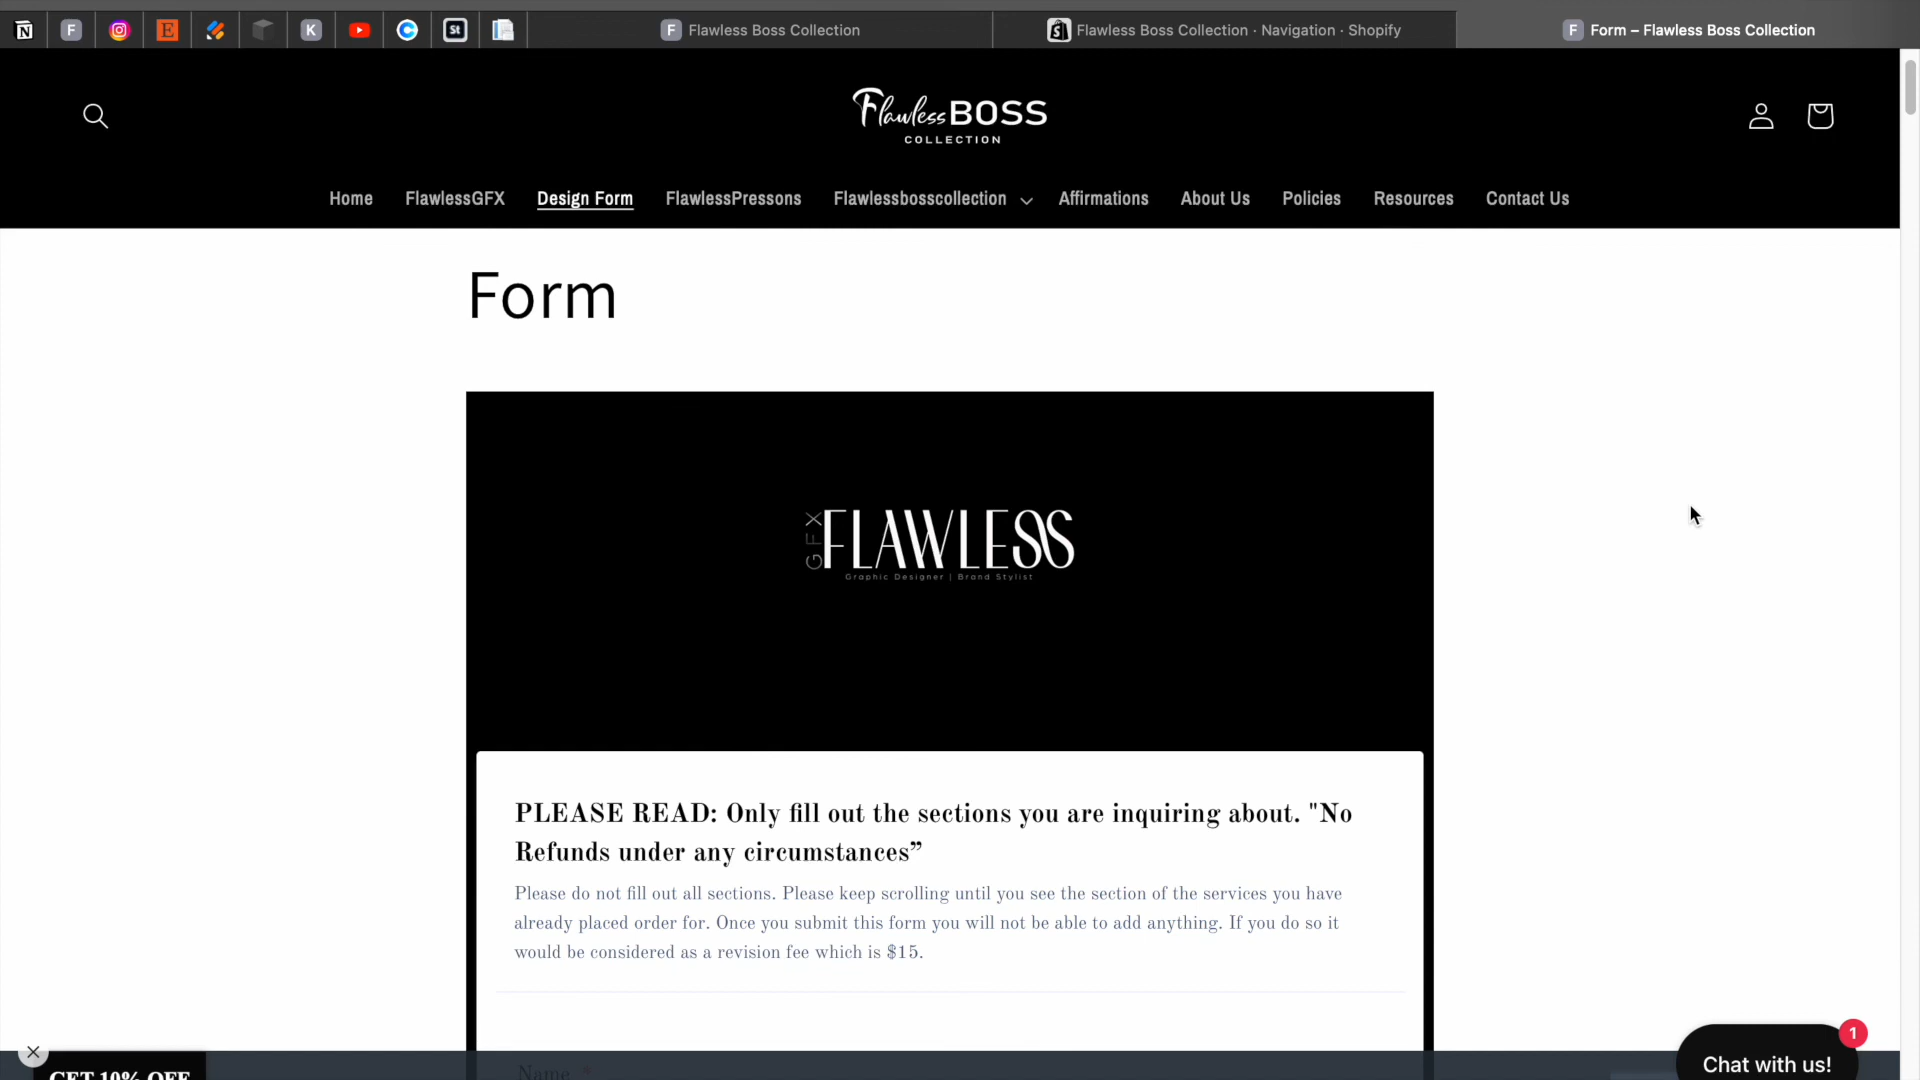 Flawless Boss Collection
Flawless Boss Collection · Navigation · Shopify
Form – Flawless Boss Collection
Flawless BOSS
COLLECTION
Home FlawlessGFX Design Form FlawlessPressons Flawlessbosscollection Affirmations About Us Policies Resources Contact Us
Form
GFX FLAWLESS
Graphic Designer | Brand Stylist
PLEASE READ: Only fill out the sections you are inquiring about. "No
Refunds under any circumstances”
Please do not fill out all sections. Please keep scrolling until you see the section of the services you have
already placed order for. Once you submit this form you will not be able to add anything. If you do so it
would be considered as a revision fee which is $15.
Name *
GET 10% OFF
1
Chat with us!